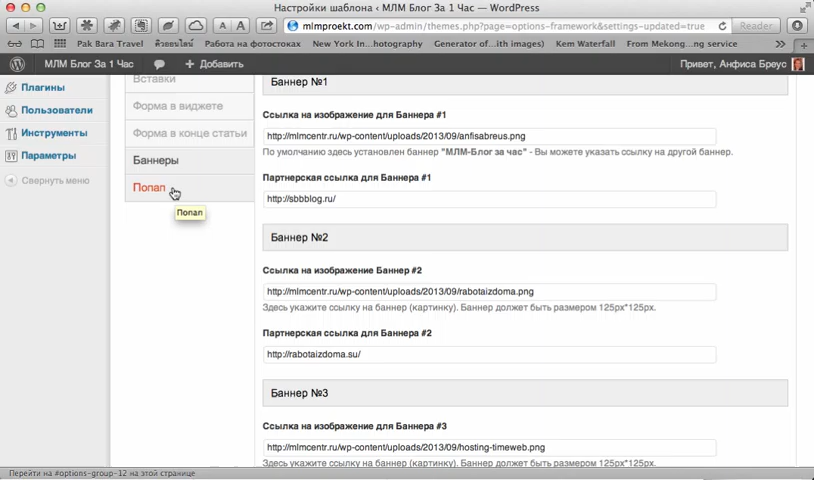 Настройки шаблона ‹ МЛМ Блог За 1 Час — WordPress
mlmproekt.com/wp-admin/themes.php?page=options-framework&settings-updated=true
Reader
Pak Bara Travel
Работа на фотостоках
New York In...hotography
Generator of...ith images)
Kem Waterfall
From Mekong...ng service
МЛМ Блог За 1 Час
Добавить
Привет, Анфиса Бреус
Плагины
Пользователи
Инструменты
Параметры
Свернуть меню
Вставки
Форма в виджете
Форма в конце статьи
Баннеры
Попап
Попап
Баннер №1
Ссылка на изображение для Баннера #1
http://mlmcentr.ru/wp-content/uploads/2013/09/anfisabreus.png
По умолчанию здесь установлен баннер "МЛМ-Блог за час" - Вы можете указать ссылку на другой баннер.
Партнерская ссылка для Баннера #1
http://sbbblog.ru/
Баннер №2
Ссылка на изображение Баннер #2
http://mlmcentr.ru/wp-content/uploads/2013/09/rabotaizdoma.png
Здесь укажите ссылку на баннер (картинку). Баннер должет быть размером 125px*125px.
Партнерская ссылка для Баннера #2
http://rabotaizdoma.su/
Баннер №3
Ссылка на изображение для Баннера #3
http://mlmcentr.ru/wp-content/uploads/2013/09/hosting-timeweb.png
Здесь укажите ссылку на баннер (картинку). Баннер должет быть размером 125px*125px.
Перейти на #options-group-12 на этой странице